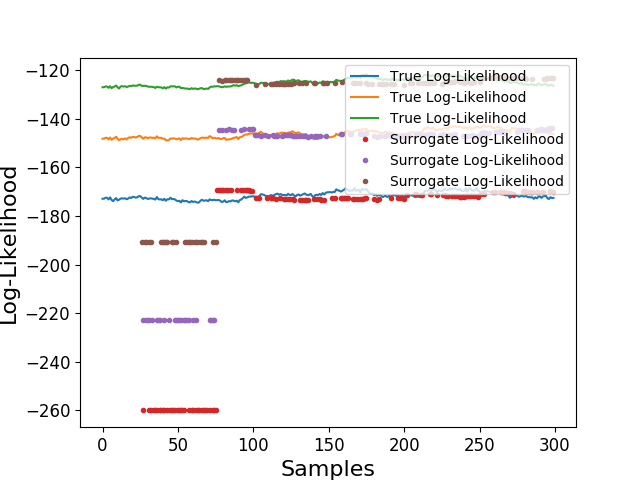 −120
−140
−160
−180
−200
−220
−240
−260
Log-Likelihood
0 50 100 150 200 250 300
Samples
True Log-Likelihood
True Log-Likelihood
True Log-Likelihood
Surrogate Log-Likelihood
Surrogate Log-Likelihood
Surrogate Log-Likelihood